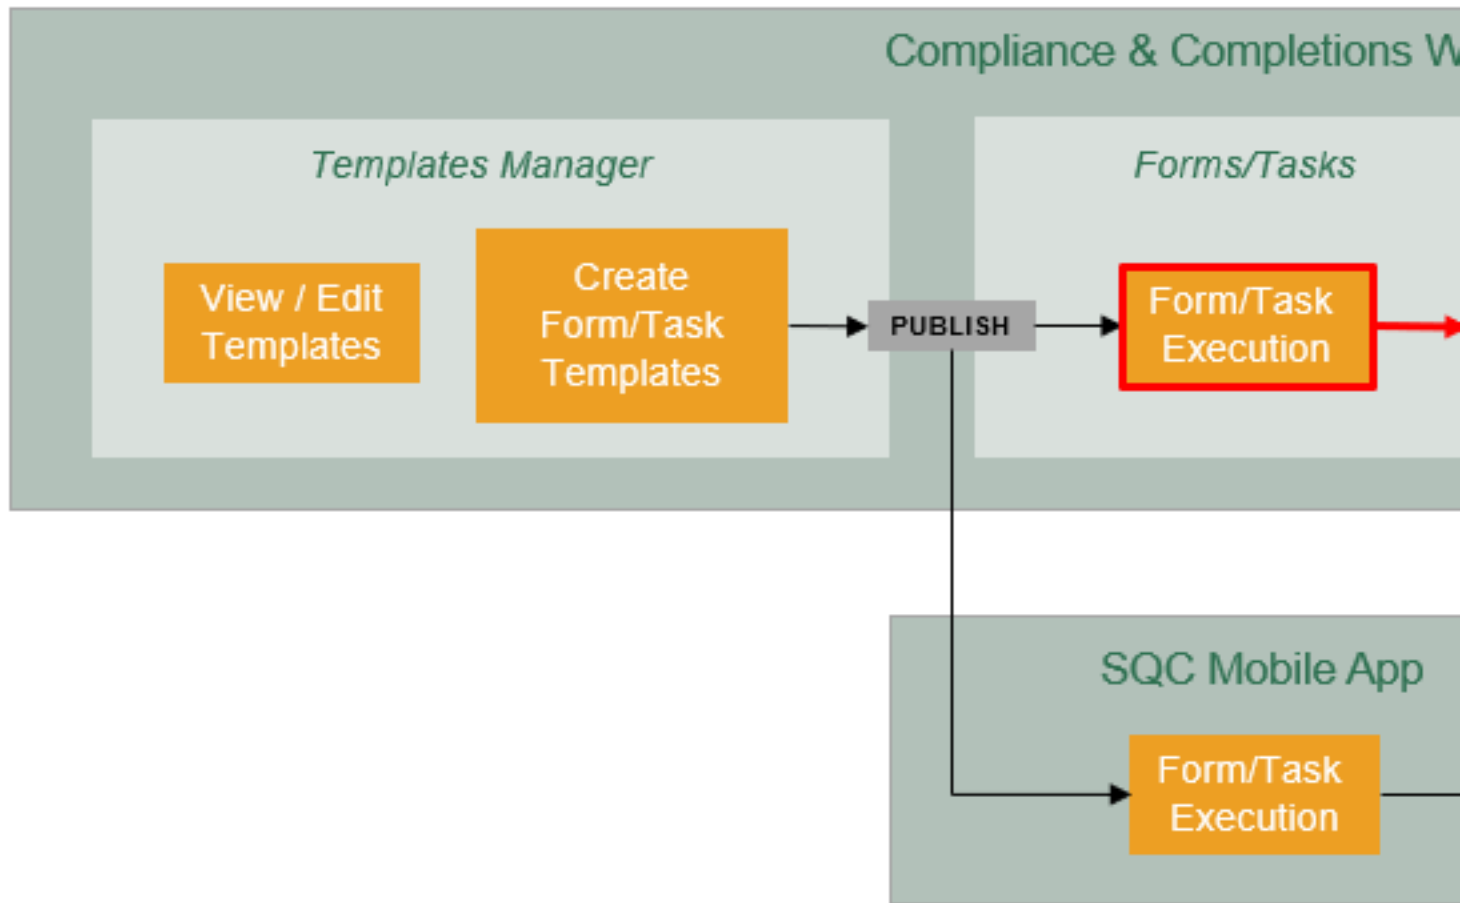 Compliance & Completions W
Templates Manager
View / Edit
Templates
Create
Form/Task
Templates
PUBLISH
Forms/Tasks
Form/Task
Execution
SQC Mobile App
Form/Task
Execution